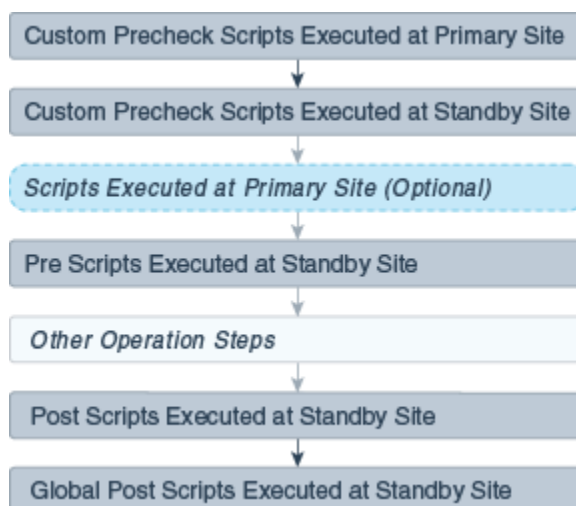 Custom Precheck Scripts Executed at Primary Site
Custom Precheck Scripts Executed at Standby Site
Scripts Executed at Primary Site (Optional)
Pre Scripts Executed at Standby Site
Other Operation Steps
Post Scripts Executed at Standby Site
Global Post Scripts Executed at Standby Site